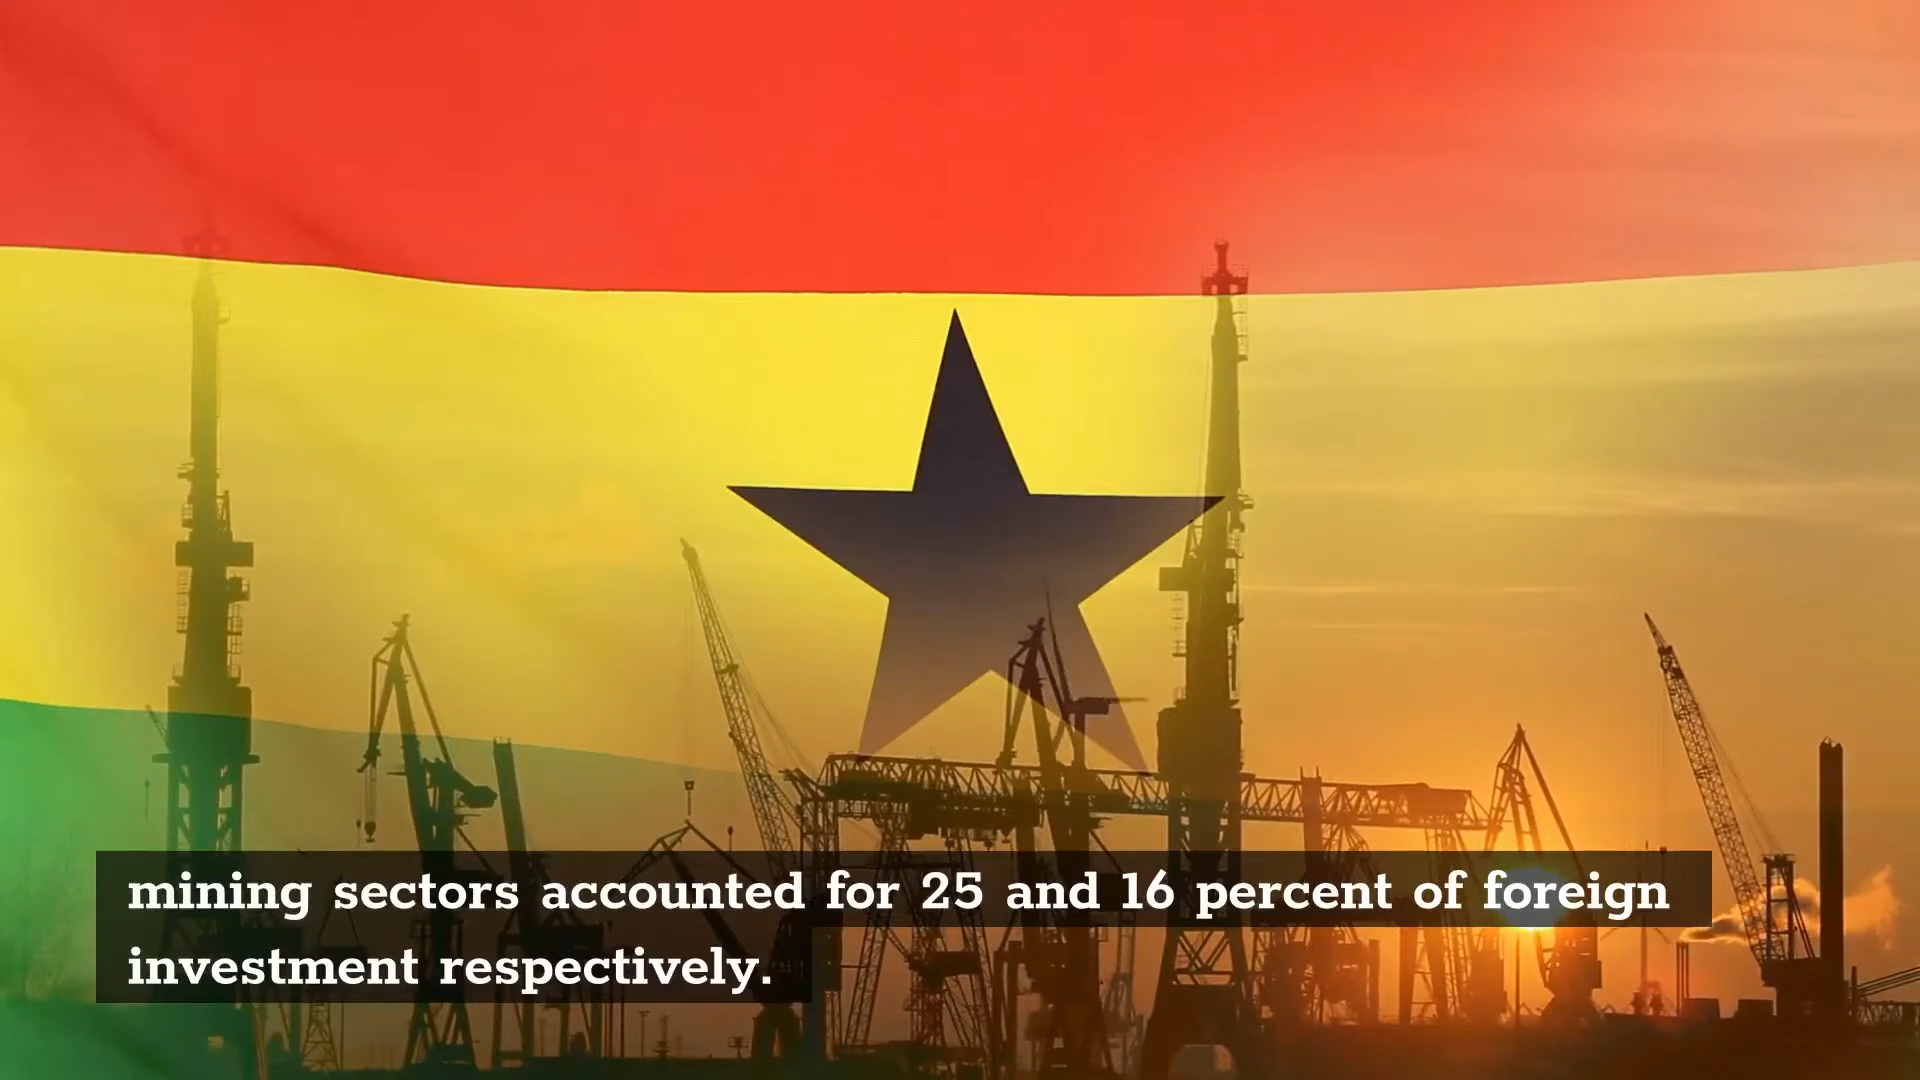 mining sectors accounted for 25 and 16 percent of foreign
investment respectively.